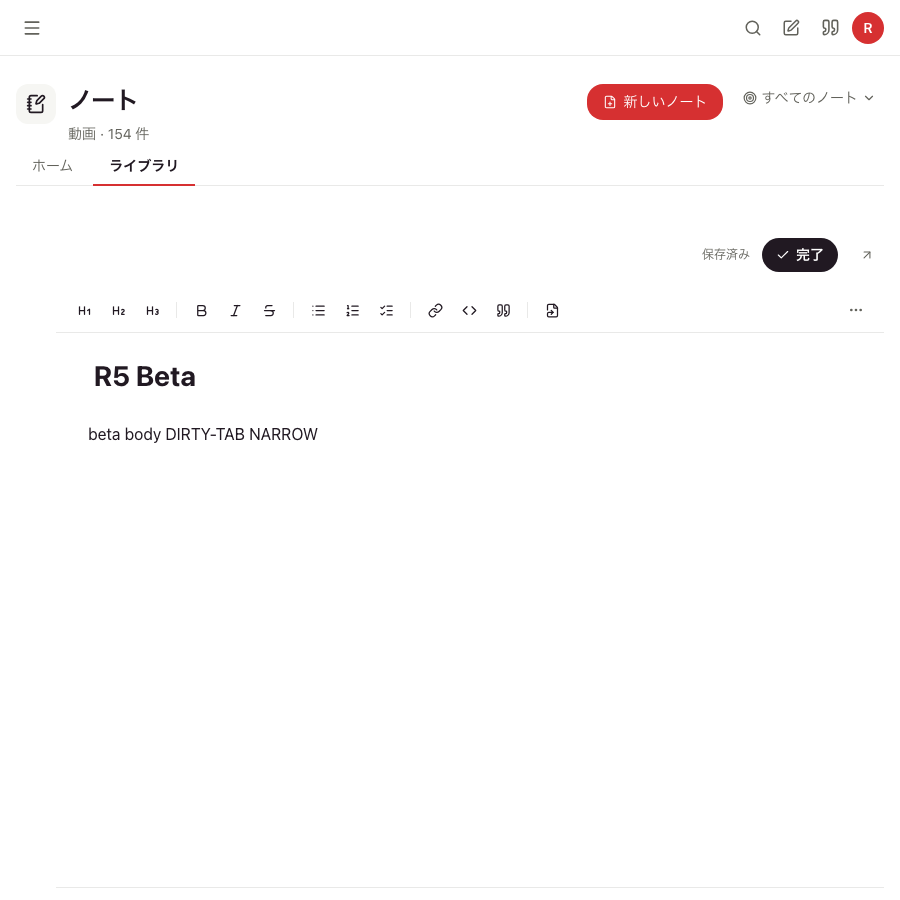 R
ノート
動画 · 154 件
新しいノート
すべてのノート
ホーム
ライブラリ
保存済み
完了
H1 H2 H3 B I S
R5 Beta
beta body DIRTY-TAB NARROW